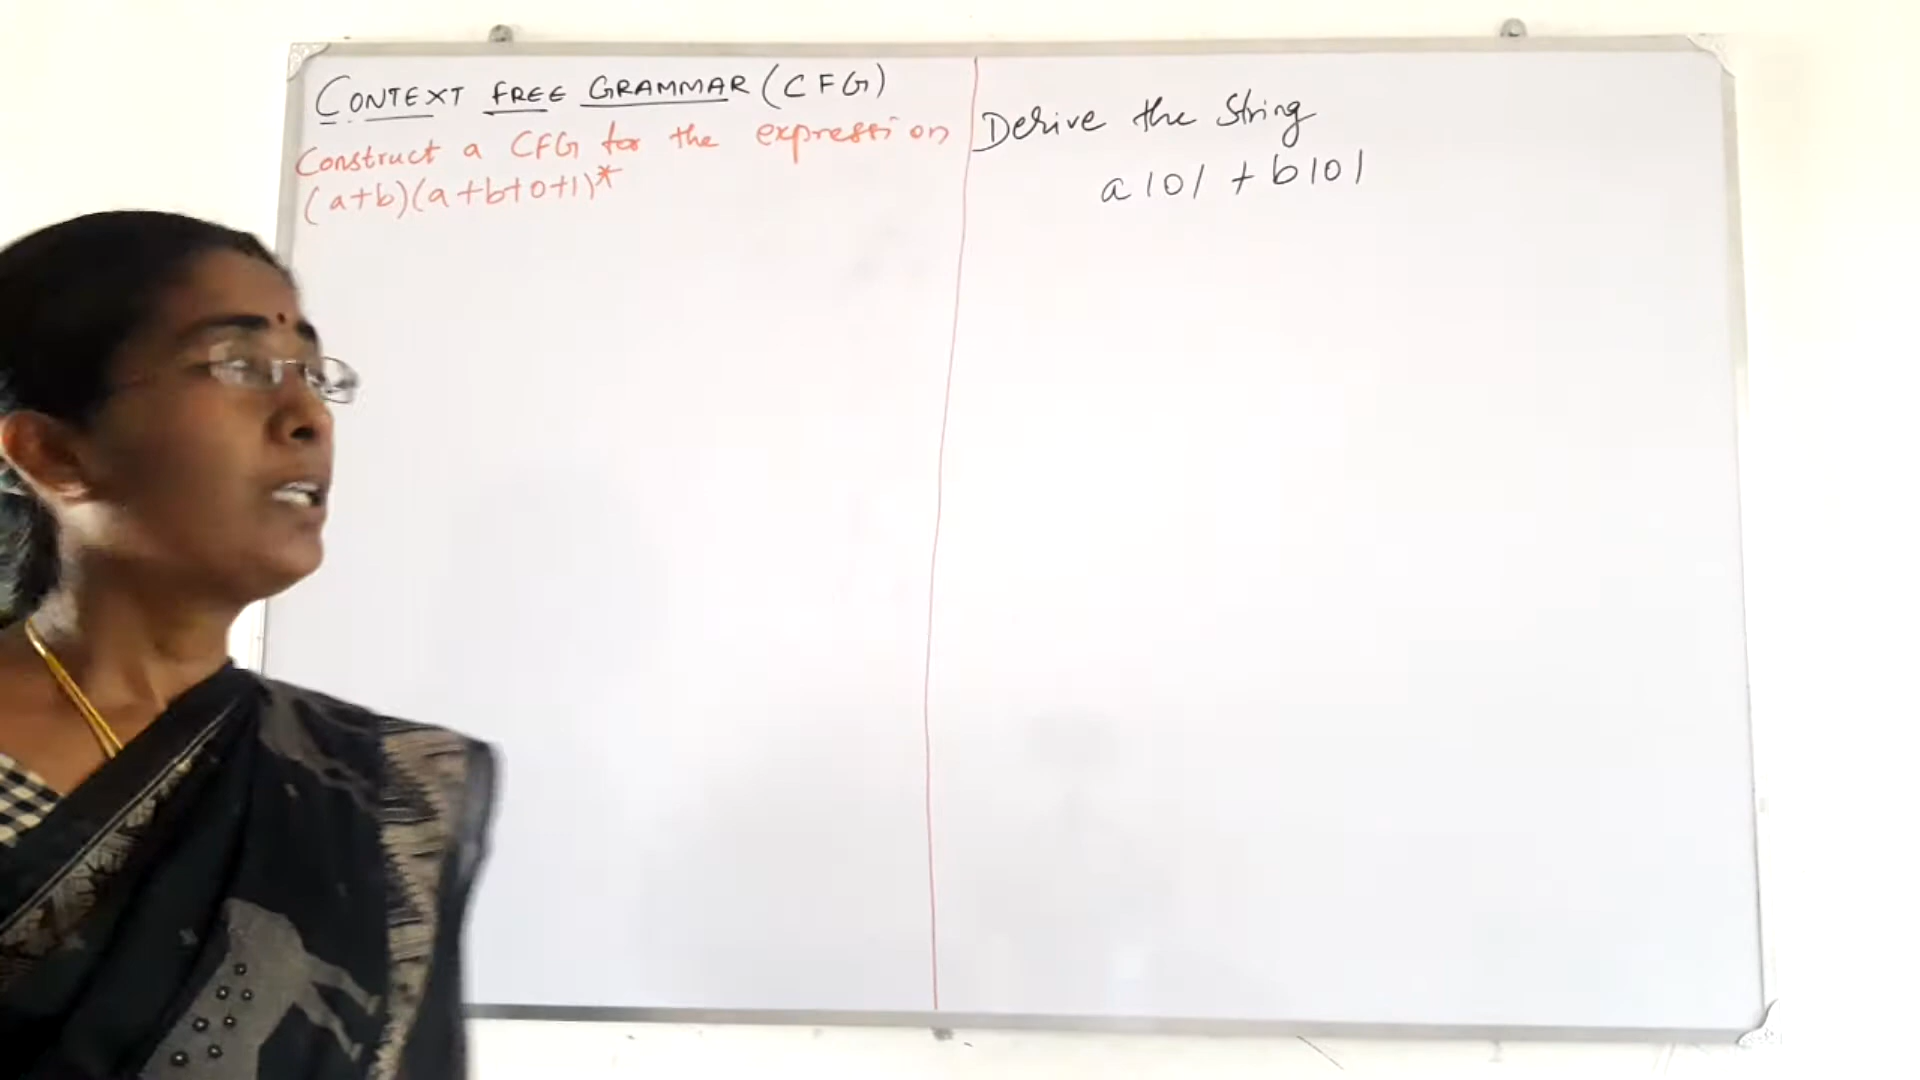 CONTEXT FREE GRAMMAR (CFG)
Construct a CFG for the expression
(a+b)(a+b+0+1)*
Derive the String
a101 + b101